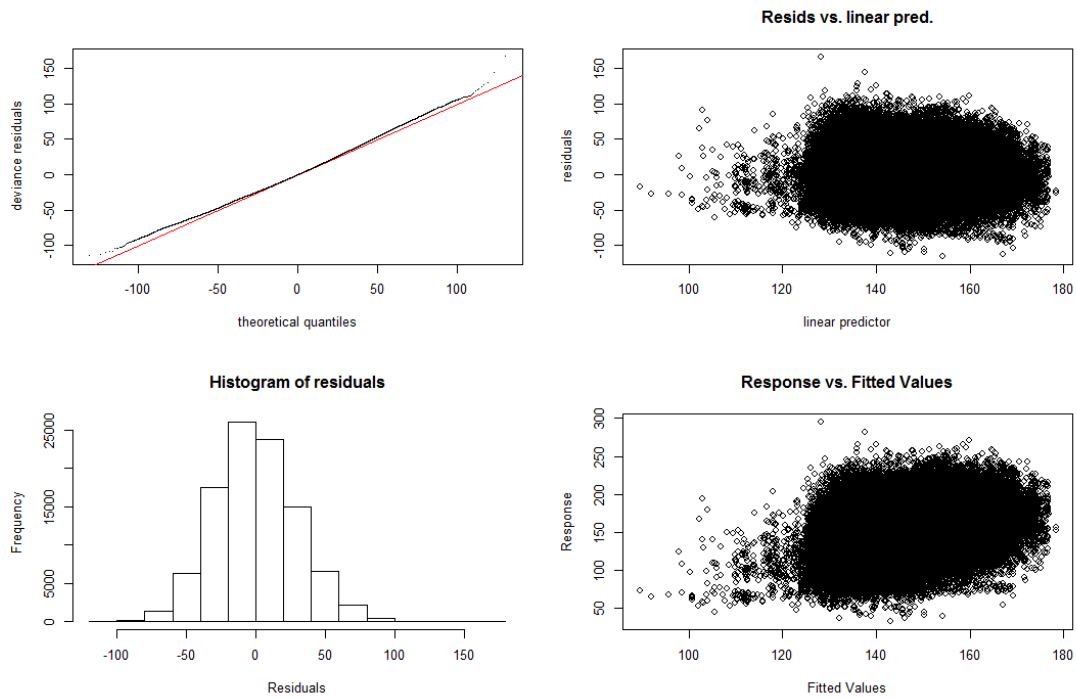 deviance residuals
-100 -50 0 50 100 150
-100 -50 0 50 100
theoretical quantiles
Resids vs. linear pred.
residuals
-100 -50 0 50 100 150
100 120 140 160 180
linear predictor
Histogram of residuals
Frequency
0 5000 15000 25000
-100 -50 0 50 100 150
Residuals
Response vs. Fitted Values
Response
50 100 150 200 250 300
100 120 140 160 180
Fitted Values